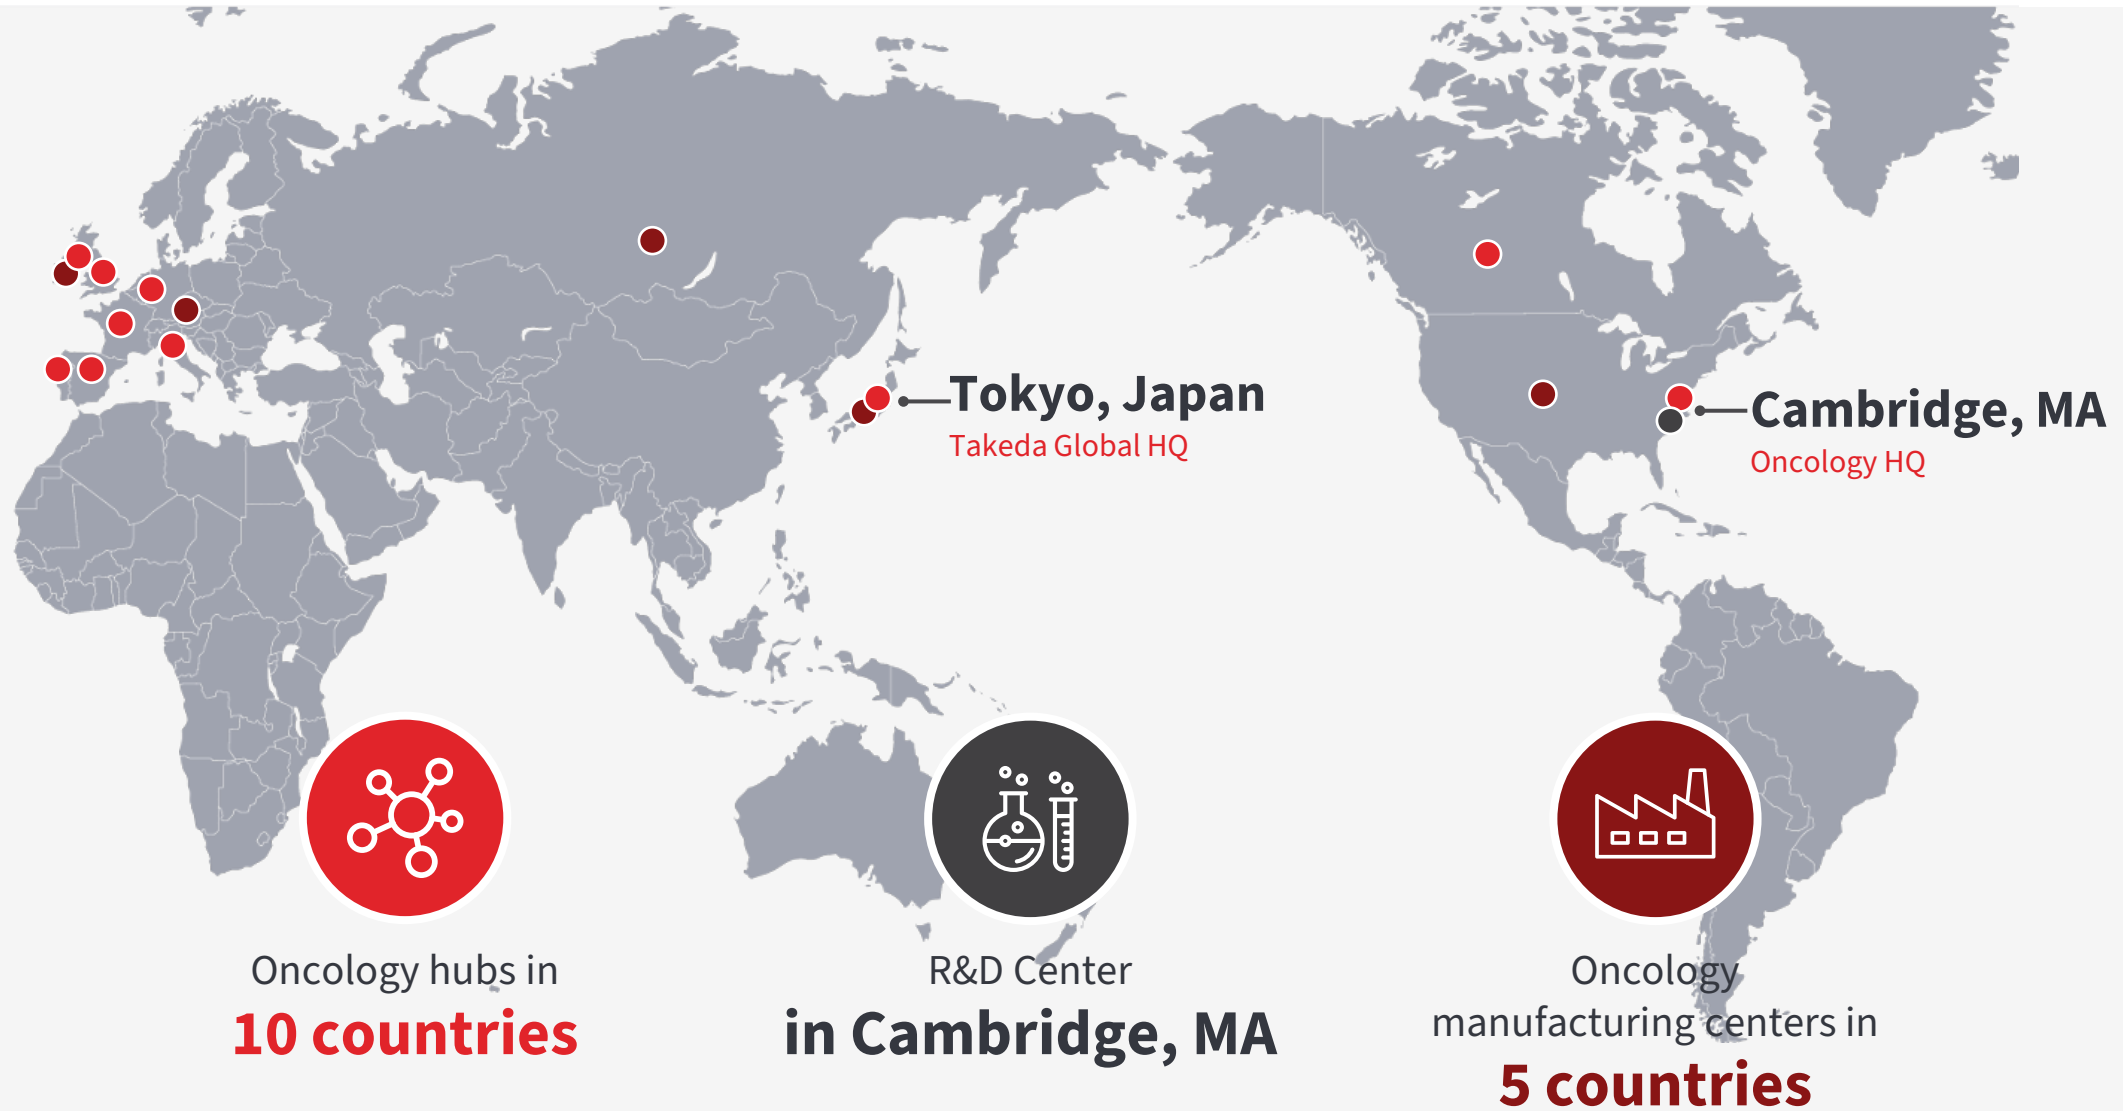 Tokyo, Japan
Takeda Global HQ
Cambridge, MA
Oncology HQ
Oncology hubs in
10 countries
R&D Center
in Cambridge, MA
Oncology
manufacturing centers in
5 countries